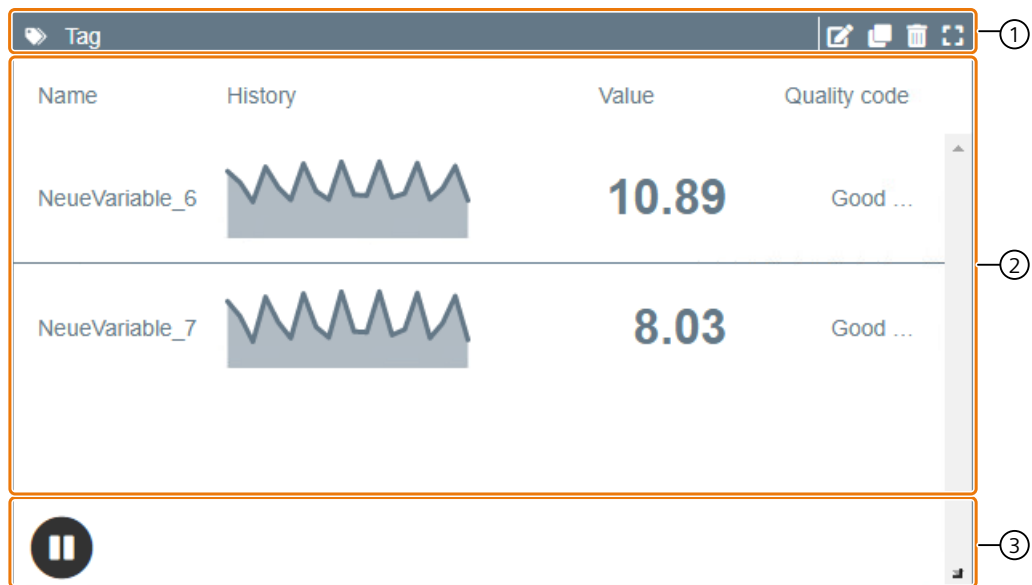 Tag
1
Name History Value Quality code
NeueVariable_6 10.89 Good ...
2
NeueVariable_7 8.03 Good ...
3